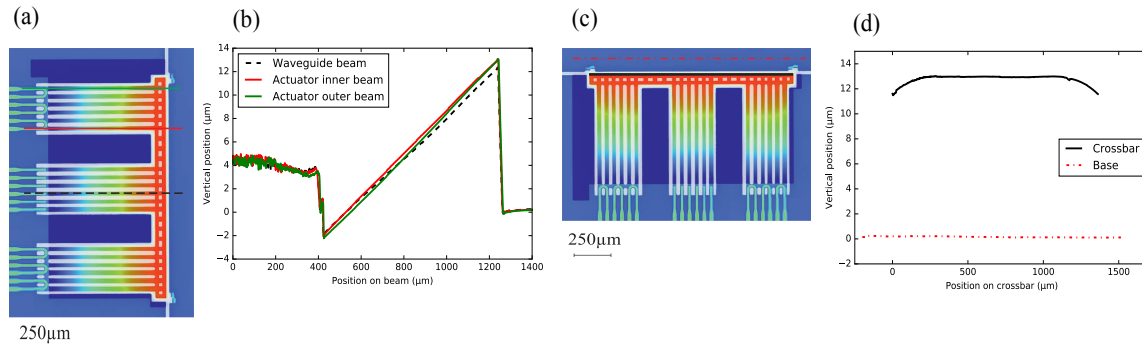 (a)
250µm
(b)
14
12
10
8
6
4
2
0
−2
−4
Vertical position (µm)
Waveguide beam
Actuator inner beam
Actuator outer beam
0 200 400 600 800 1000 1200 1400
Position on beam (µm)
(c)
250µm
(d)
14
12
10
8
6
4
2
0
−2
Vertical position (µm)
Crossbar
Base
0 500 1000 1500
Position on crossbar (µm)